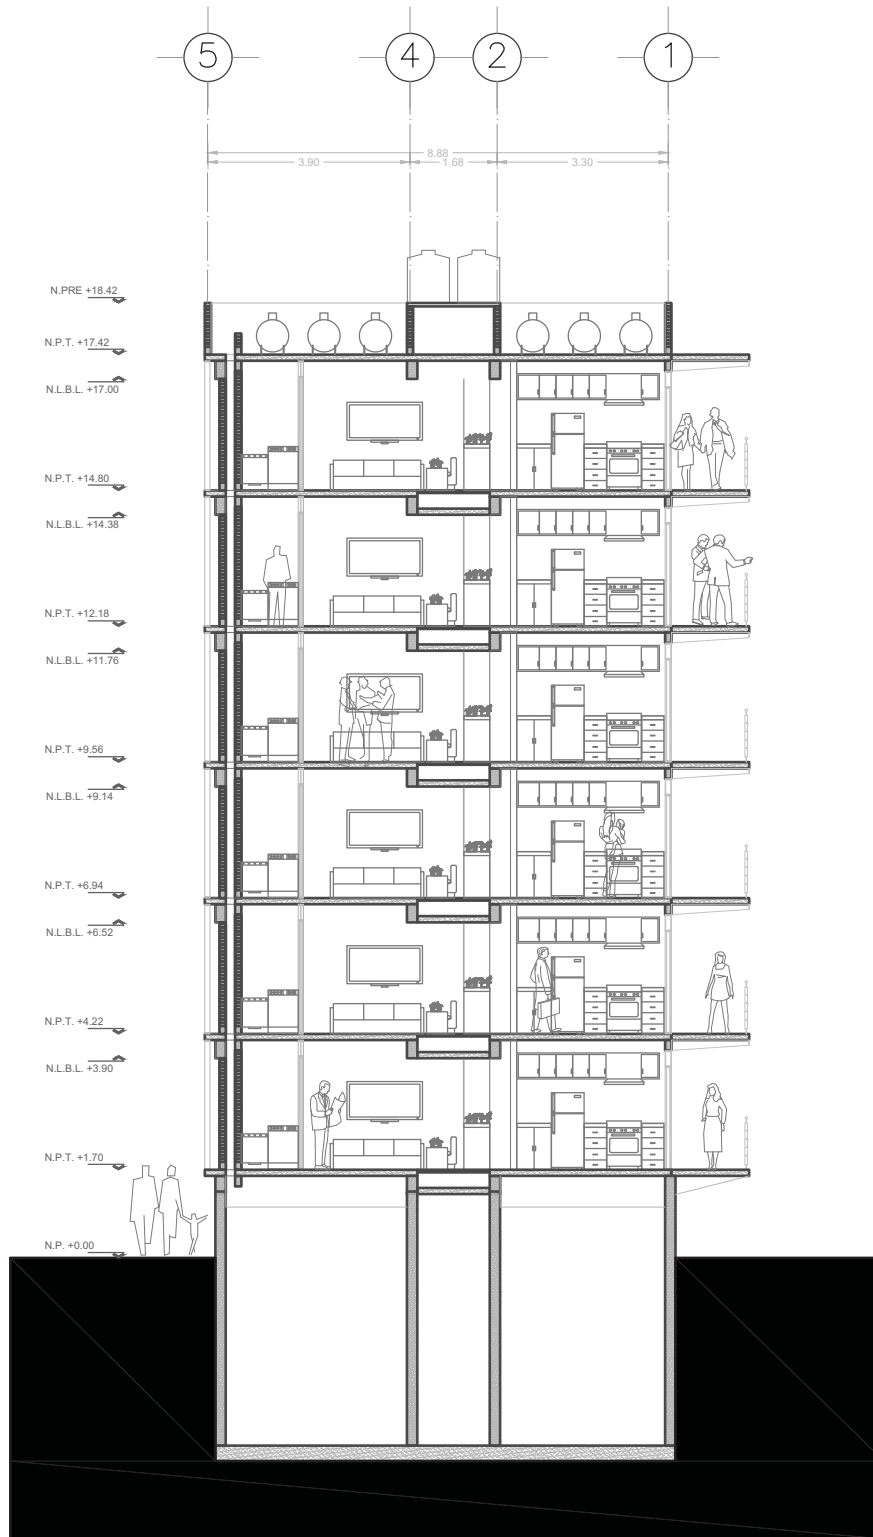 5 4 2 1
8.88
3.90 1.68 3.30
N.PRE +18.42
N.P.T. +17.42
N.L.B.L. +17.00
N.P.T. +14.80
N.L.B.L. +14.38
N.P.T. +12.18
N.L.B.L. +11.76
N.P.T. +9.56
N.L.B.L. +9.14
N.P.T. +6.94
N.L.B.L. +6.52
N.P.T. +4.22
N.L.B.L. +3.90
N.P.T. +1.70
N.P. +0.00